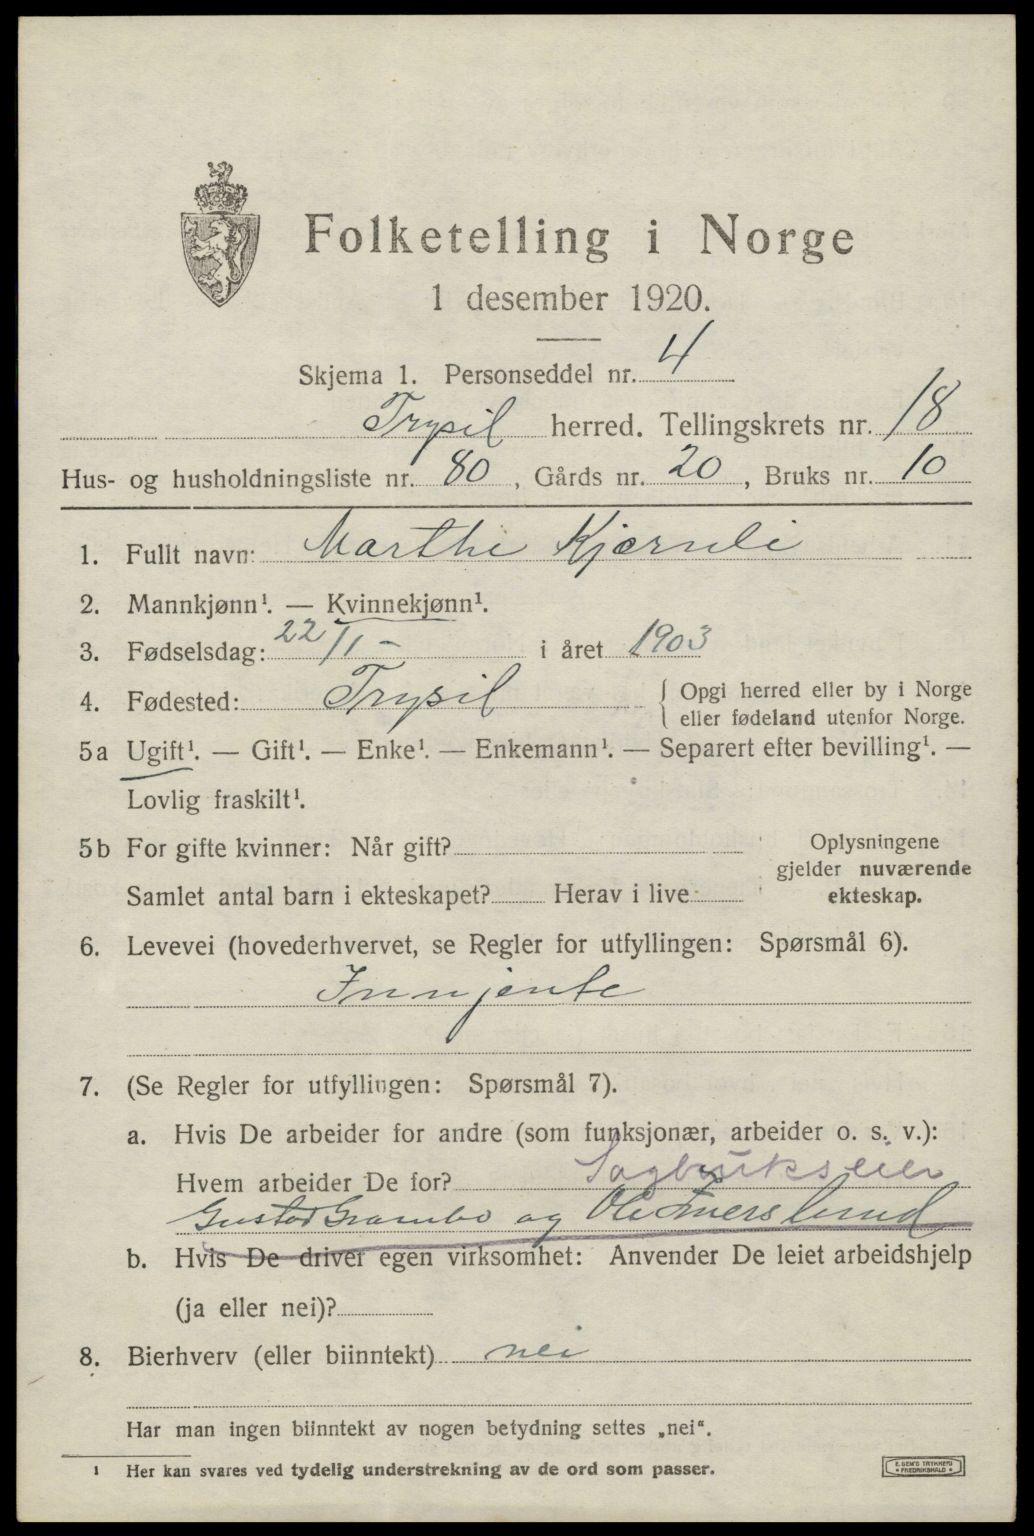 Folketelling i Norge
1 desember 1920.
Skjema 1. Personseddel nr. 4
Trysil herred. Tellingskrets nr. 18
Hus- og husholdningsliste nr. 80, Gårds nr. 20, Bruks nr. 10
1. Fullt navn: Marthe Kjærnli
2. Mannkjønn¹. — Kvinnekjønn¹.
3. Fødselsdag: 22/1 - i året 1903
4. Fødested: Trysil { Opgi herred eller by i Norge
eller fødeland utenfor Norge.
5a Ugift¹. — Gift¹. — Enke¹. — Enkemann¹. — Separert efter bevilling¹. —
Lovlig fraskilt¹.
5b For gifte kvinner: Når gift?
Samlet antal barn i ekteskapet? Herav i live
Oplysningene
gjelder nuværende
ekteskap.
6. Levevei (hovederhvervet, se Regler for utfyllingen: Spørsmål 6).
Innjente
7. (Se Regler for utfyllingen: Spørsmål 7).
a. Hvis De arbeider for andre (som funksjonær, arbeider o. s. v.):
Hvem arbeider De for? Sagbrukseier
Gustav Grambo og Ole
b. Hvis De driver egen virksomhet: Anvender De leiet arbeidshjelp
(ja eller nei)?
8. Bierhverv (eller biinntekt) nei
Har man ingen biinntekt av nogen betydning settes „nei“.
¹ Her kan svares ved tydelig understrekning av de ord som passer.
E. SEM'S TRYKKERI
• FREDRIKSHALD •